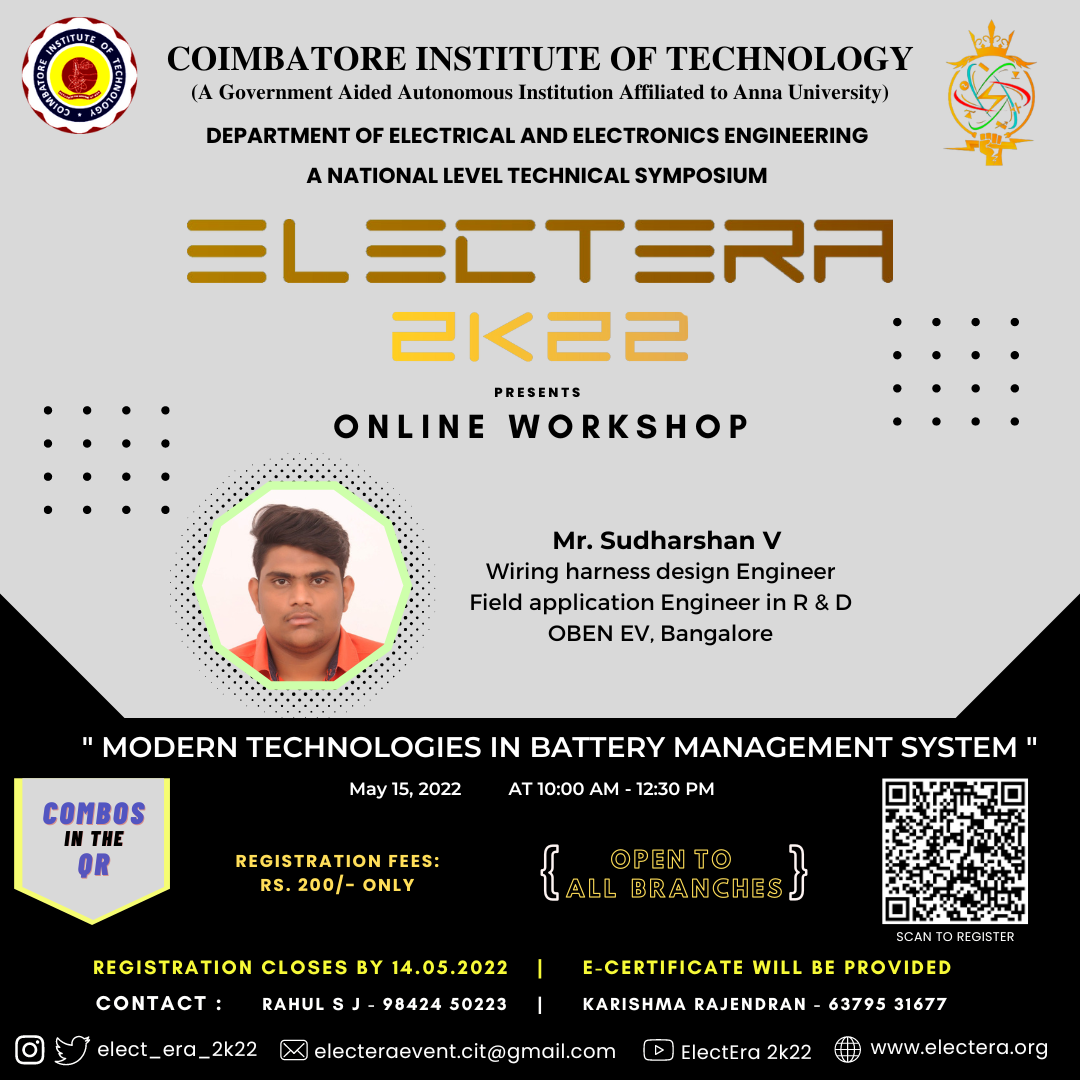 COIMBATORE INSTITUTE OF TECHNOLOGY
COIMBATORE INSTITUTE OF TECHNOLOGY
(A Government Aided Autonomous Institution Affiliated to Anna University)
DEPARTMENT OF ELECTRICAL AND ELECTRONICS ENGINEERING
A NATIONAL LEVEL TECHNICAL SYMPOSIUM
ELECTERA
2K22
PRESENTS
ONLINE WORKSHOP
Mr. Sudharshan V
Wiring harness design Engineer
Field application Engineer in R & D
OBEN EV, Bangalore
" MODERN TECHNOLOGIES IN BATTERY MANAGEMENT SYSTEM "
May 15, 2022 AT 10:00 AM - 12:30 PM
COMBOS
IN THE
QR
REGISTRATION FEES:
RS. 200/- ONLY
{ OPEN TO
ALL BRANCHES }
SCAN TO REGISTER
REGISTRATION CLOSES BY 14.05.2022 | E-CERTIFICATE WILL BE PROVIDED
CONTACT : RAHUL S J - 98424 50223 | KARISHMA RAJENDRAN - 63795 31677
elect_era_2k22 electeraevent.cit@gmail.com ElectEra 2k22 www.electera.org